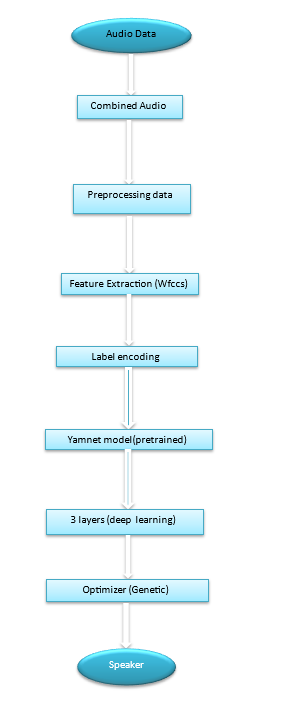 Audio Data
Combined Audio
Preprocessing data
Feature Extraction (Wfccs)
Label encoding
Yamnet model(pretrained)
3 layers (deep learning)
Optimizer (Genetic)
Speaker